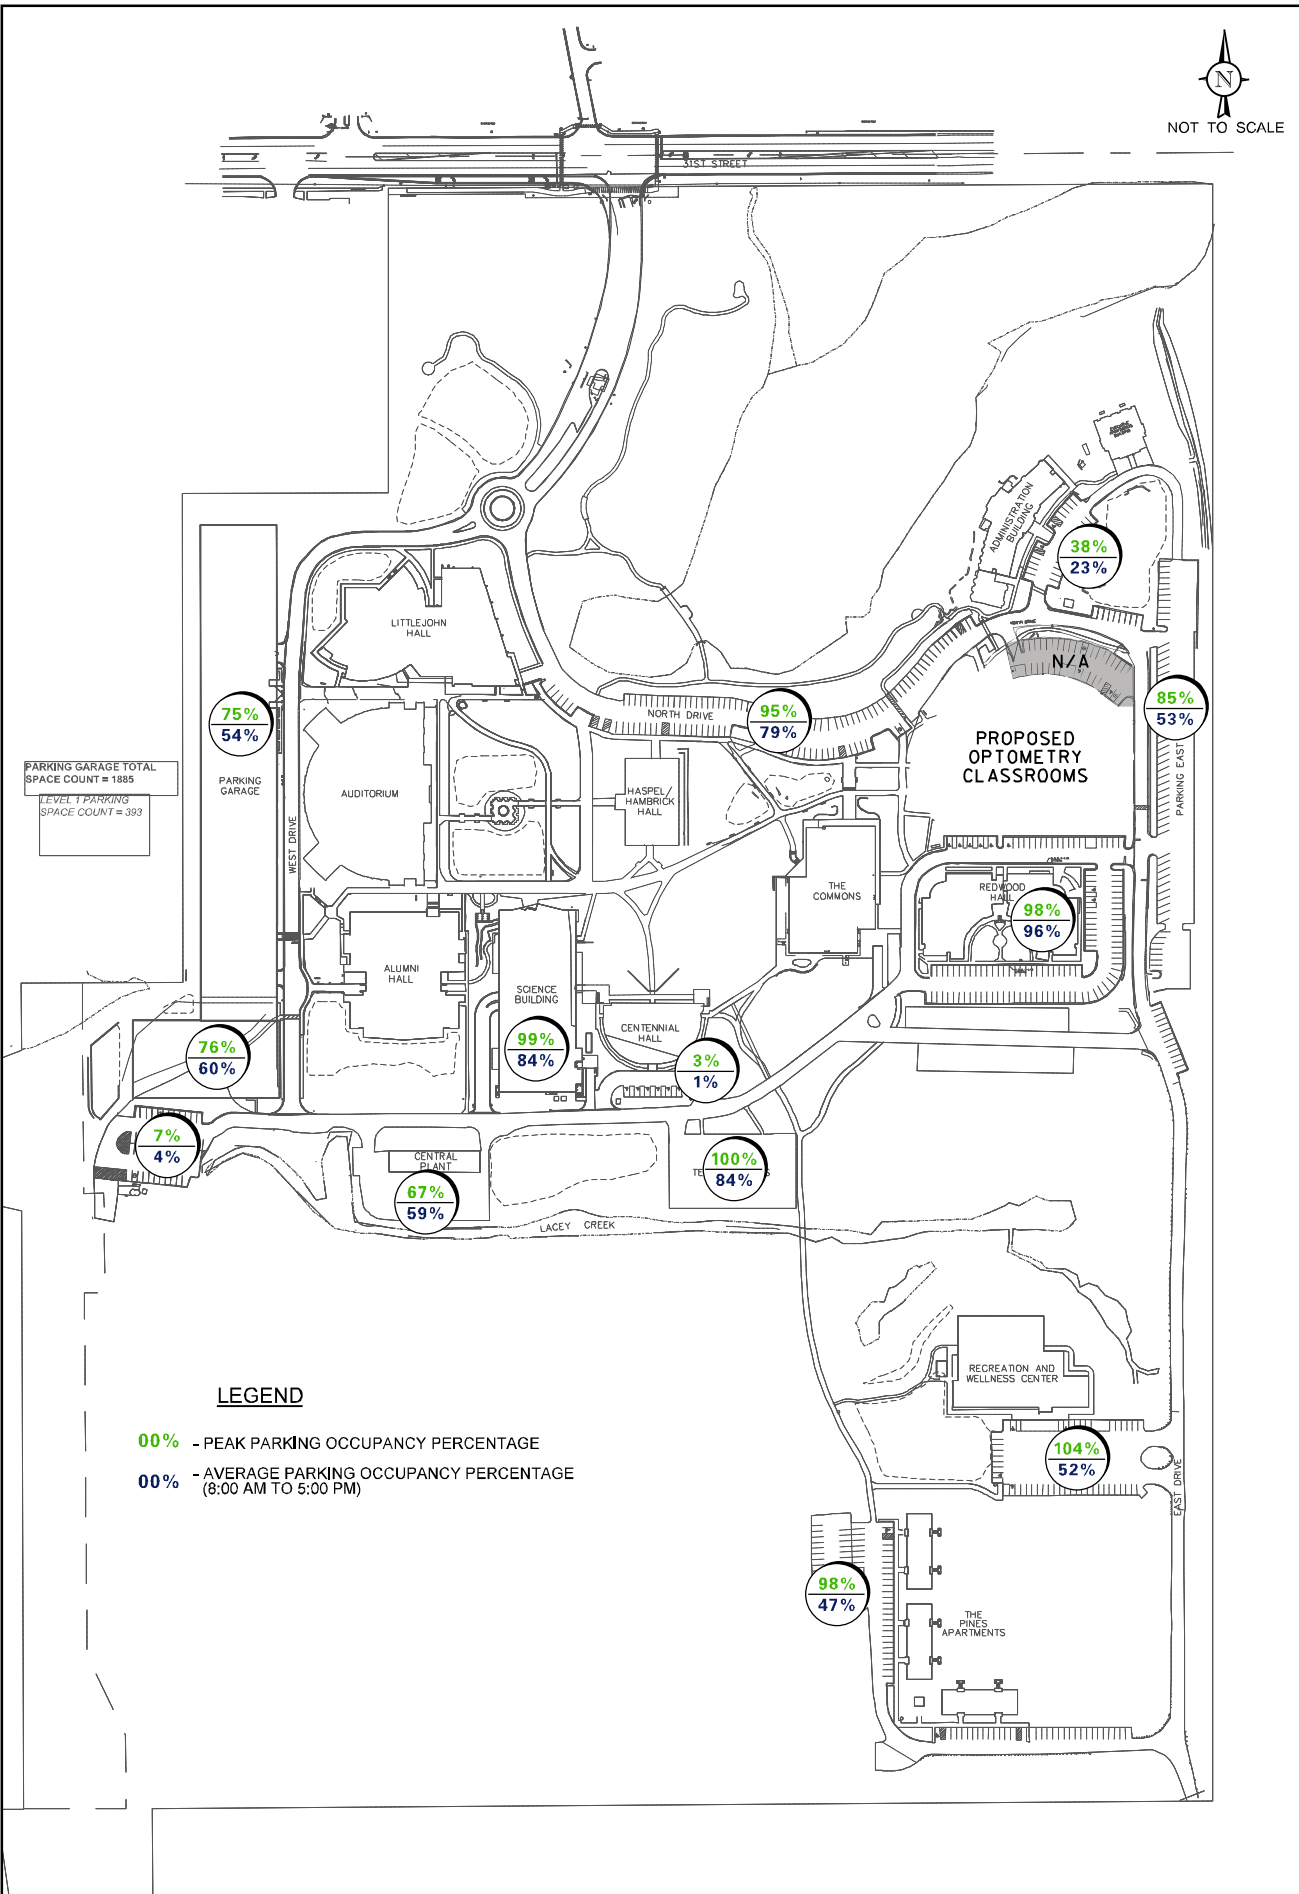 N
NOT TO SCALE
31ST STREET
ADMINISTRATION
BUILDING
38%
23%
LITTLEJOHN
HALL
NORTH DRIVE
N/A
75%
54%
NORTH DRIVE
95%
79%
85%
53%
PROPOSED
OPTOMETRY
CLASSROOMS
PARKING EAST
PARKING GARAGE TOTAL
SPACE COUNT = 1885
LEVEL 1 PARKING
SPACE COUNT = 393
PARKING
GARAGE
AUDITORIUM
HASPEL/
HAMBRICK
HALL
WEST DRIVE
THE
COMMONS
REDWOOD
HALL
98%
96%
ALUMNI
HALL
SCIENCE
BUILDING
99%
84%
CENTENNIAL
HALL
3%
1%
76%
60%
7%
4%
CENTRAL
PLANT
67%
59%
100%
84%
LACEY CREEK
RECREATION AND
WELLNESS CENTER
LEGEND
00% - PEAK PARKING OCCUPANCY PERCENTAGE
00% - AVERAGE PARKING OCCUPANCY PERCENTAGE
(8:00 AM TO 5:00 PM)
104%
52%
EAST DRIVE
98%
47%
THE
PINES
APARTMENTS